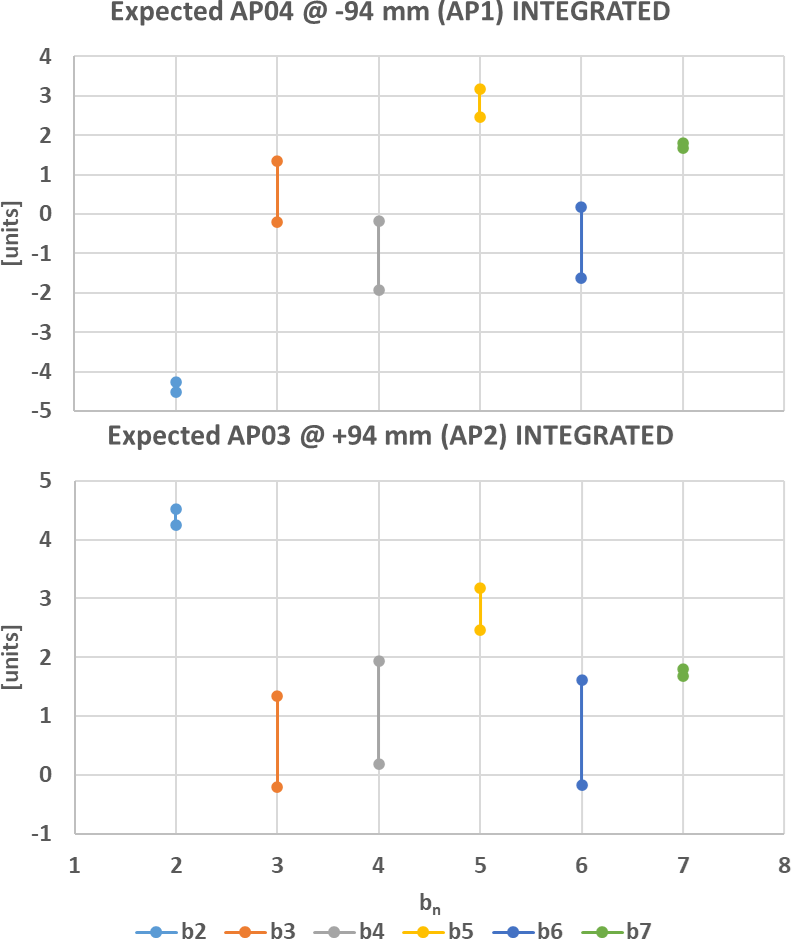 Expected AP04 @ -94 mm (AP1) INTEGRATED
4
3
2
1
0
-1
-2
-3
-4
-5
[units]
Expected AP03 @ +94 mm (AP2) INTEGRATED
5
4
3
2
1
0
-1
[units]
1 2 3 4 5 6 7 8
bn
b2 b3 b4 b5 b6 b7